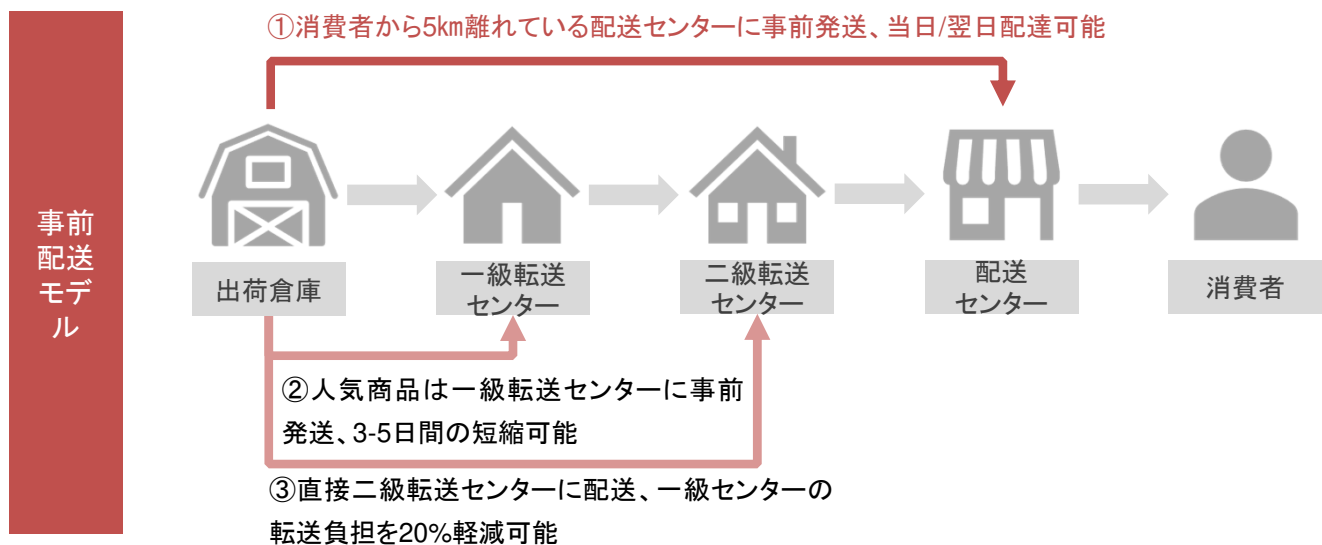 ①消費者から5㎞離れている配送センターに事前発送、当日/翌日配達可能
事前
配送
モデ
ル
出荷倉庫
一級転送
センター
二級転送
センター
配送
センター
消費者
②人気商品は一級転送センターに事前
発送、3-5日間の短縮可能
③直接二級転送センターに配送、一級センターの
転送負担を20%軽減可能